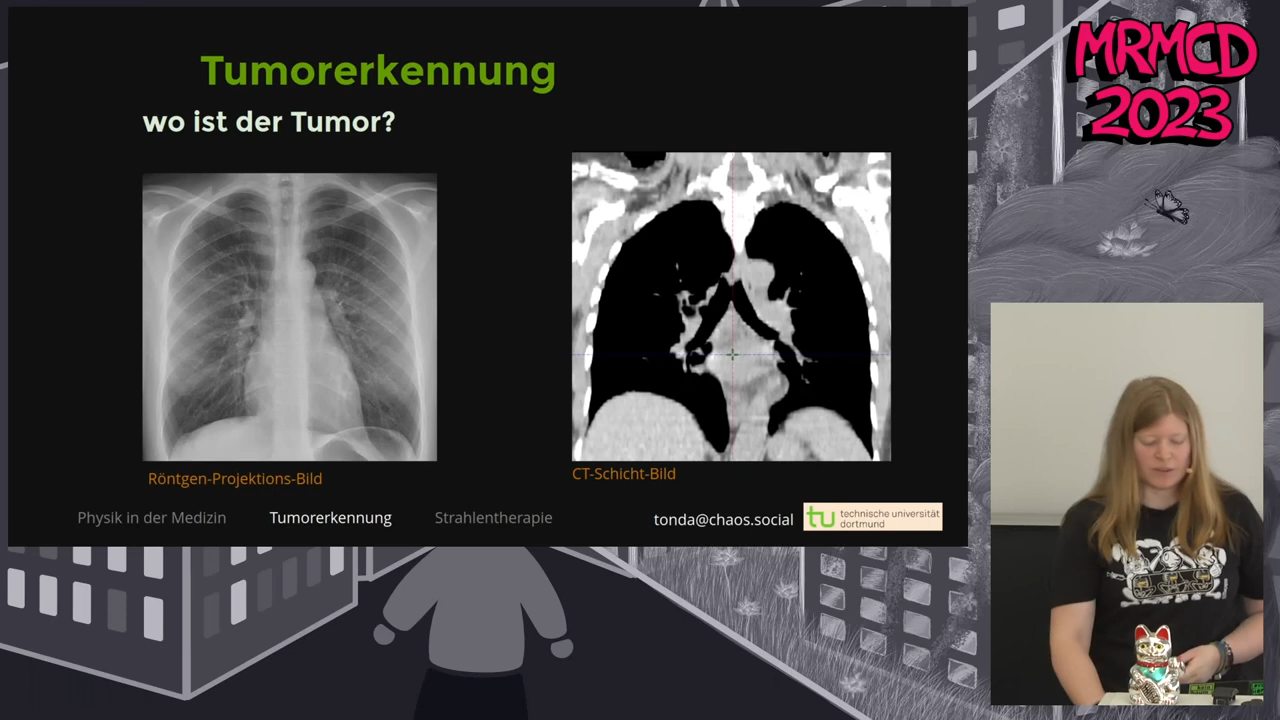 Tumorerkennung
wo ist der Tumor?
Röntgen-Projektions-Bild
CT-Schicht-Bild
Physik in der Medizin
Tumorerkennung
Strahlentherapie
tonda@chaos.social
tu
technische universität
dortmund
MRMCD
2023